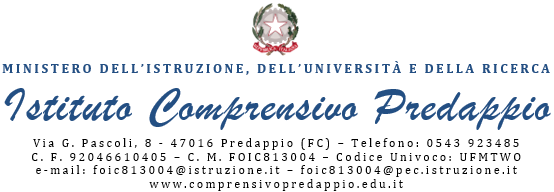 MINISTERO DELL'ISTRUZIONE, DELL'UNIVERSITÀ E DELLA RICERCA
Istituto Comprensivo Predappio
Via G. Pascoli, 8 - 47016 Predappio (FC) – Telefono: 0543 923485
C. F. 92046610405 – C. M. FOIC813004 – Codice Univoco: UFMTWO
e-mail: foic813004@istruzione.it – foic813004@pec.istruzione.it
www.comprensivopredappio.edu.it